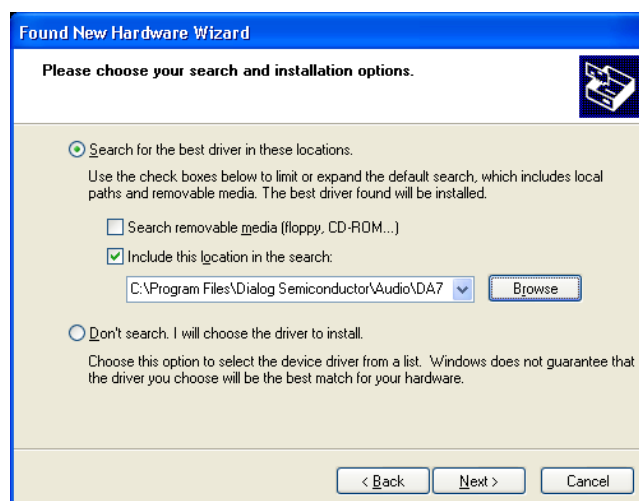 Found New Hardware Wizard
Please choose your search and installation options.
Search for the best driver in these locations.
Use the check boxes below to limit or expand the default search, which includes local
paths and removable media. The best driver found will be installed.
Search removable media (floppy, CD-ROM...)
Include this location in the search:
C:\Program Files\Dialog Semiconductor\Audio\DA7
Browse
Don't search. I will choose the driver to install.
Choose this option to select the device driver from a list. Windows does not guarantee that
the driver you choose will be the best match for your hardware.
< Back Next > Cancel